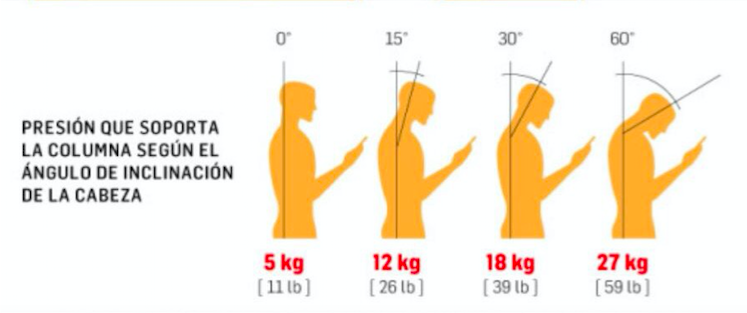 0° 15° 30° 60°
PRESIÓN QUE SOPORTA
LA COLUMNA SEGÚN EL
ÁNGULO DE INCLINACIÓN
DE LA CABEZA
5 kg 12 kg 18 kg 27 kg
[ 11 lb ] [ 26 lb ] [ 39 lb ] [ 59 lb ]